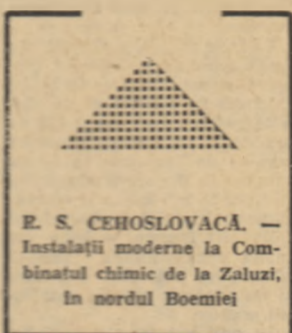 R. S. CEHOSLOVACĂ. —
Instalații moderne la Com-
binatul chimic de la Zaluzi,
în nordul Boemiei